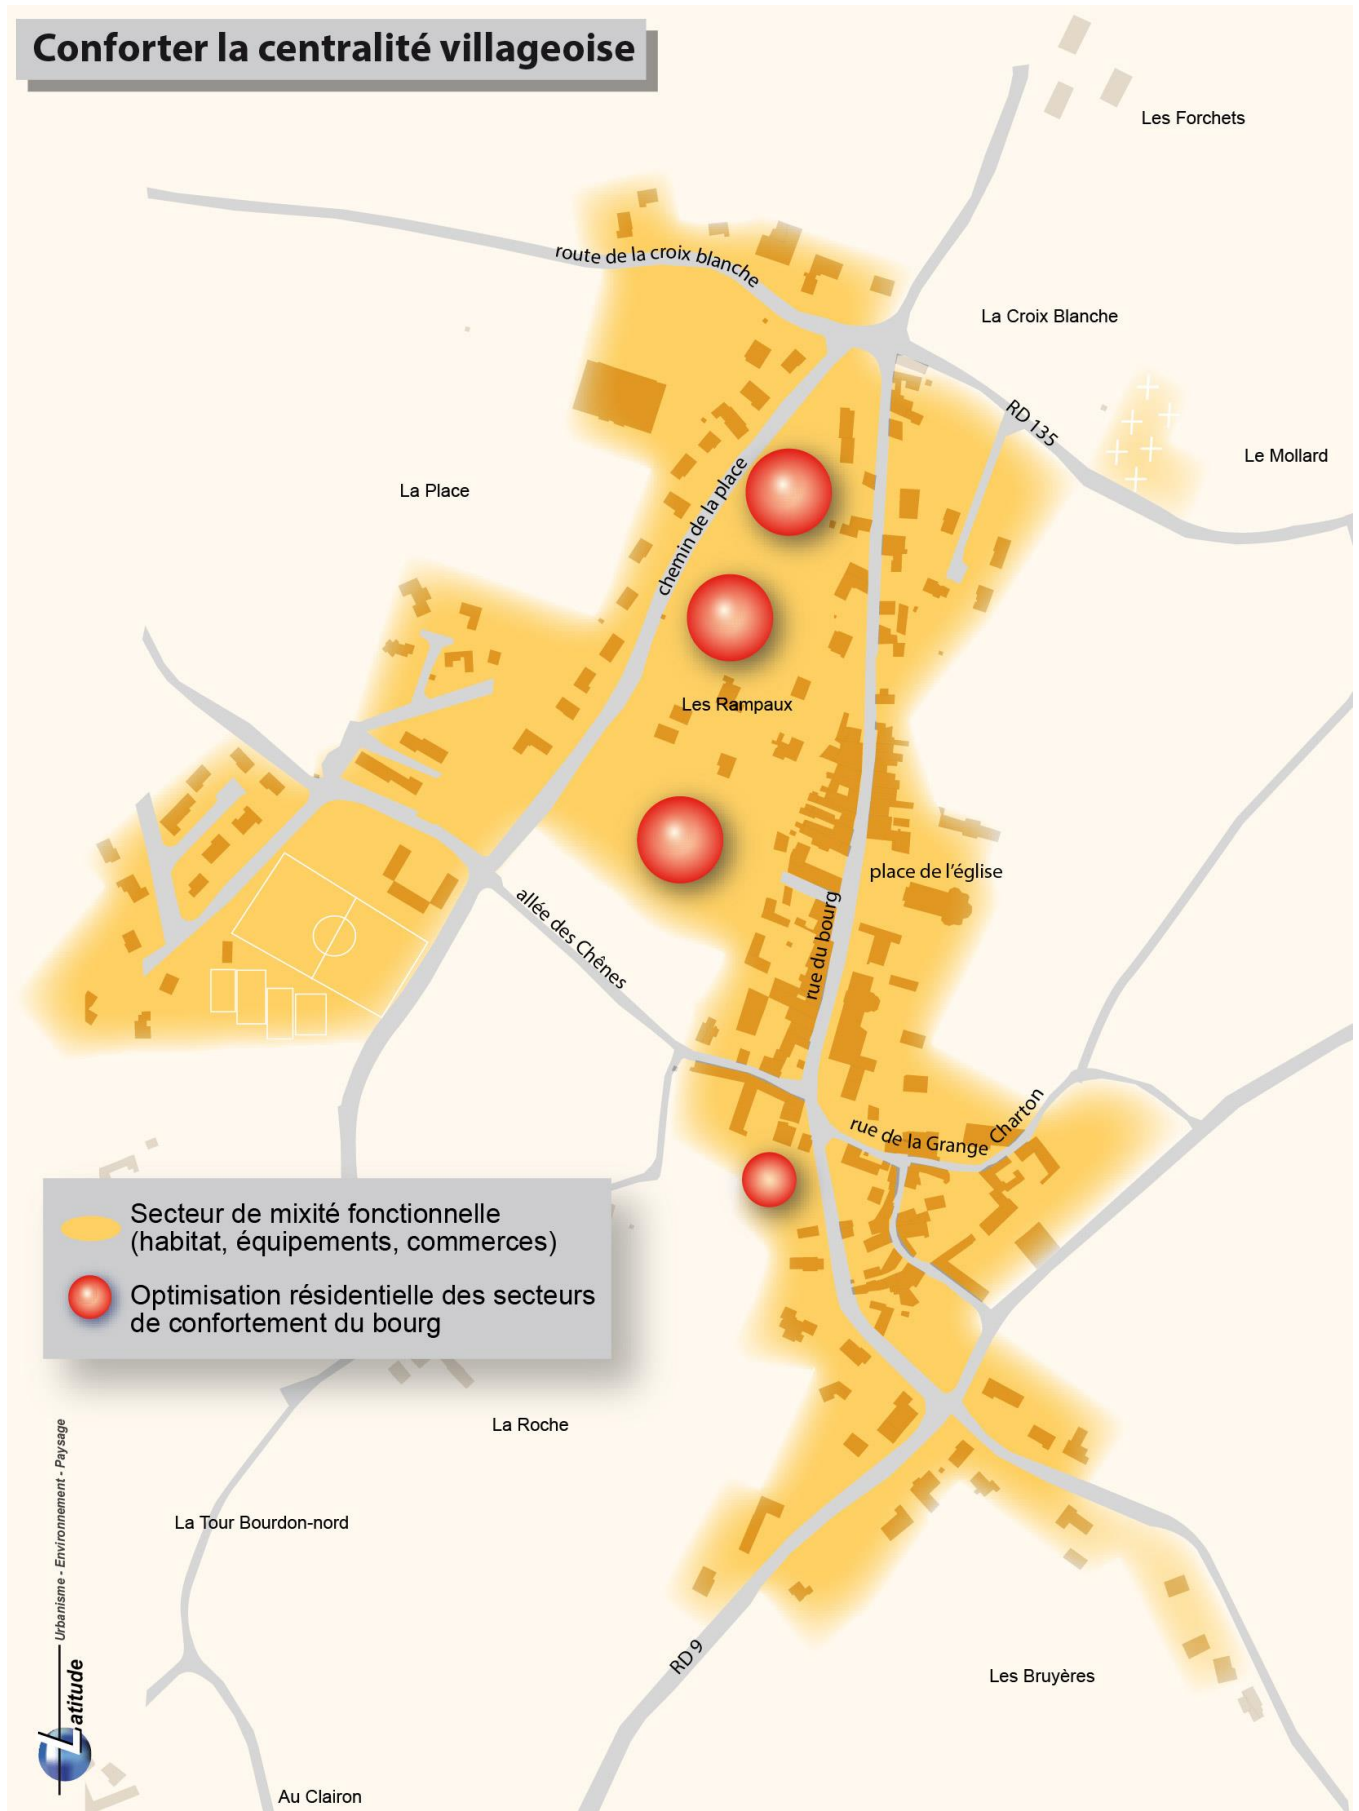 Conforter la centralité villageoise
Les Forchets
route de la croix blanche
La Croix Blanche
RD 135
Le Mollard
La Place
chemin de la place
Les Rampaux
place de l'église
allée des Chênes
rue du bourg
rue de la Grange Charton
Secteur de mixité fonctionnelle
(habitat, équipements, commerces)
Optimisation résidentielle des secteurs
de confortement du bourg
La Roche
La Tour Bourdon-nord
RD 9
Les Bruyères
Au Clairon
Urbanisme - Environnement - Paysage
Latitude